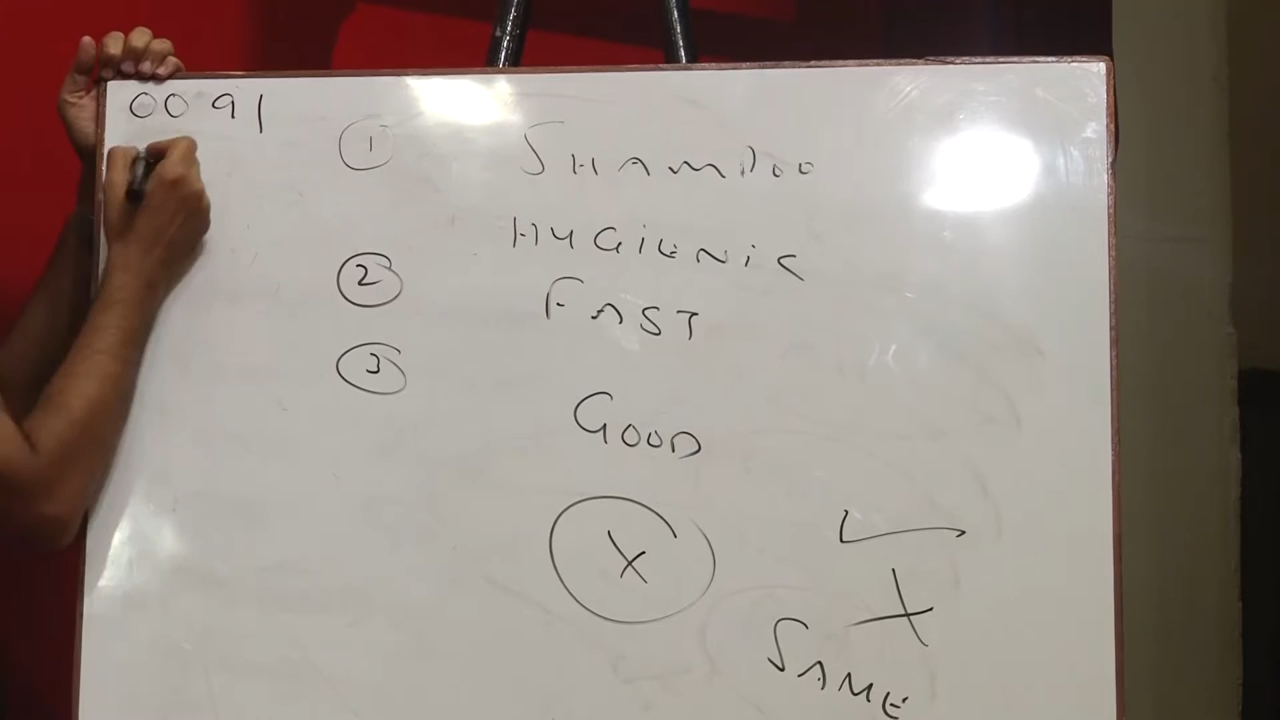 0091
① SHAMPOO
HYGIENIC
② FAST
③
GOOD
X
X
SAME